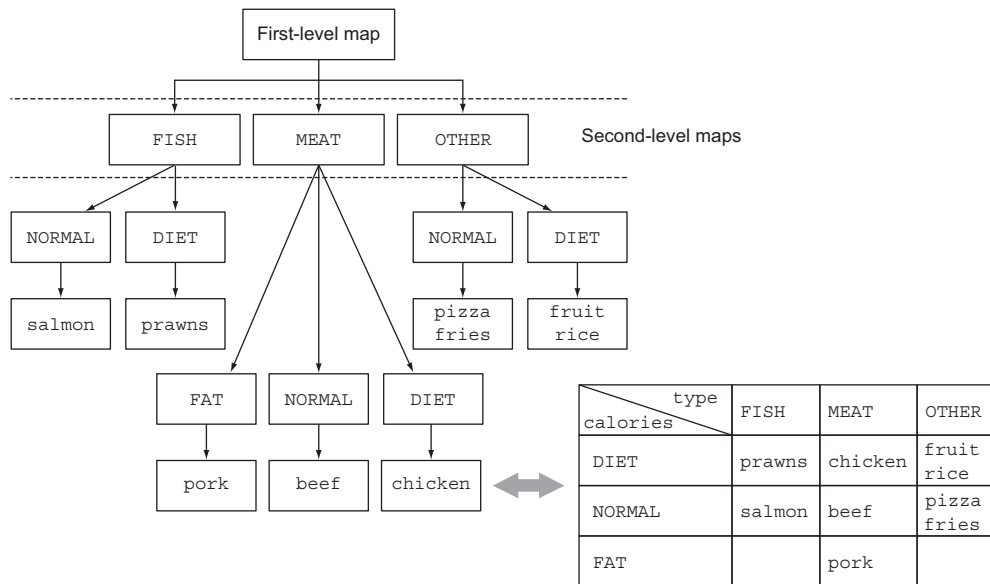 First-level map
FISH MEAT OTHER
Second-level maps
NORMAL DIET NORMAL DIET
salmon prawns
pizza
fries
fruit
rice
FAT NORMAL DIET
pork beef chicken
type
calories
FISH MEAT OTHER
DIET prawns chicken fruit
rice
NORMAL salmon beef pizza
fries
FAT pork